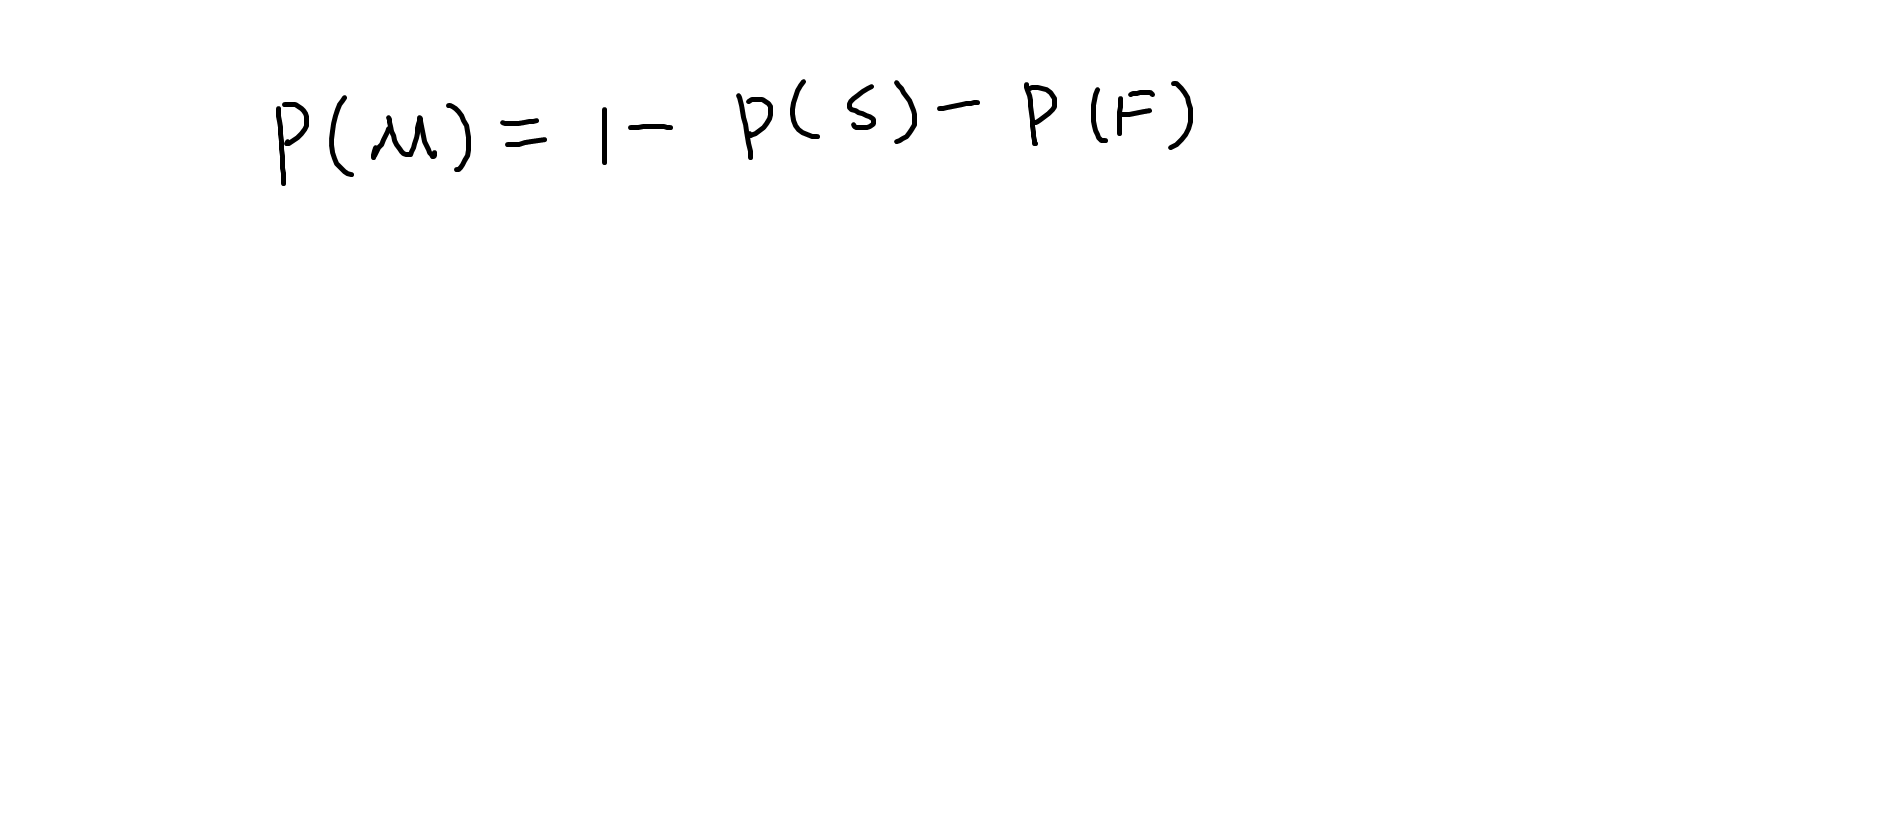 P(M) = 1 - P(S) - P(F)